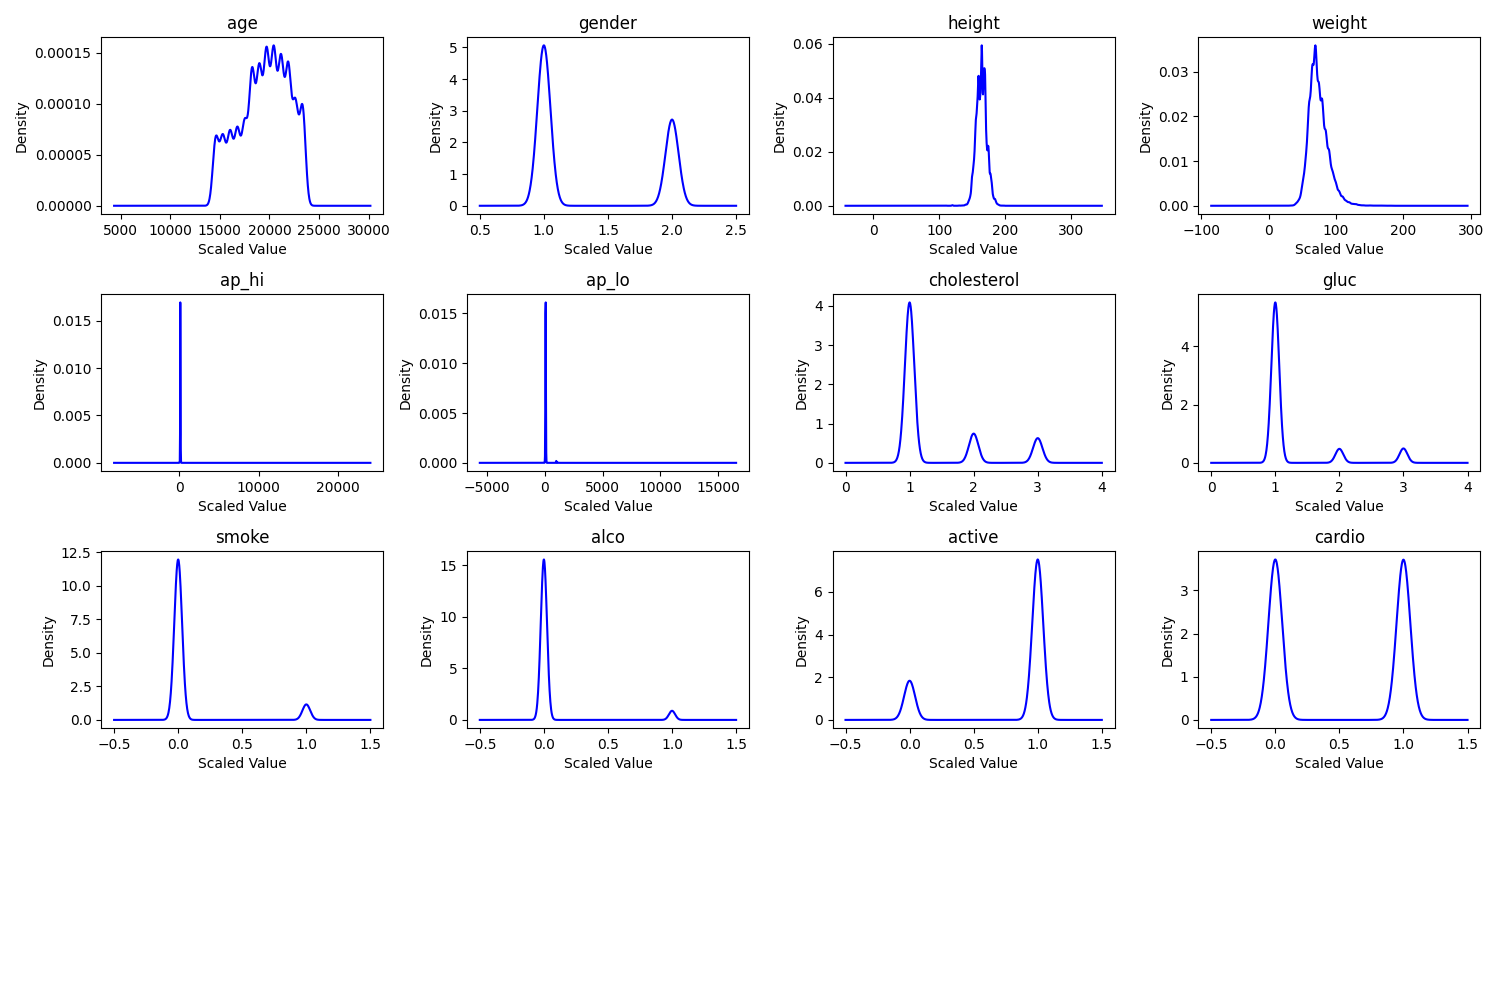 age
0.00015
0.00010
0.00005
0.00000
Density
5000 10000 15000 20000 25000 30000
Scaled Value
gender
5
4
3
2
1
0
Density
0.5 1.0 1.5 2.0 2.5
Scaled Value
height
0.06
0.04
0.02
0.00
Density
0 100 200 300
Scaled Value
weight
0.03
0.02
0.01
0.00
Density
−100 0 100 200 300
Scaled Value
ap_hi
0.015
0.010
0.005
0.000
Density
0 10000 20000
Scaled Value
ap_lo
0.015
0.010
0.005
0.000
Density
−5000 0 5000 10000 15000
Scaled Value
cholesterol
4
3
2
1
0
Density
0 1 2 3 4
Scaled Value
gluc
4
2
0
Density
0 1 2 3 4
Scaled Value
smoke
12.5
10.0
7.5
5.0
2.5
0.0
Density
−0.5 0.0 0.5 1.0 1.5
Scaled Value
alco
15
10
5
0
Density
−0.5 0.0 0.5 1.0 1.5
Scaled Value
active
6
4
2
0
Density
−0.5 0.0 0.5 1.0 1.5
Scaled Value
cardio
3
2
1
0
Density
−0.5 0.0 0.5 1.0 1.5
Scaled Value